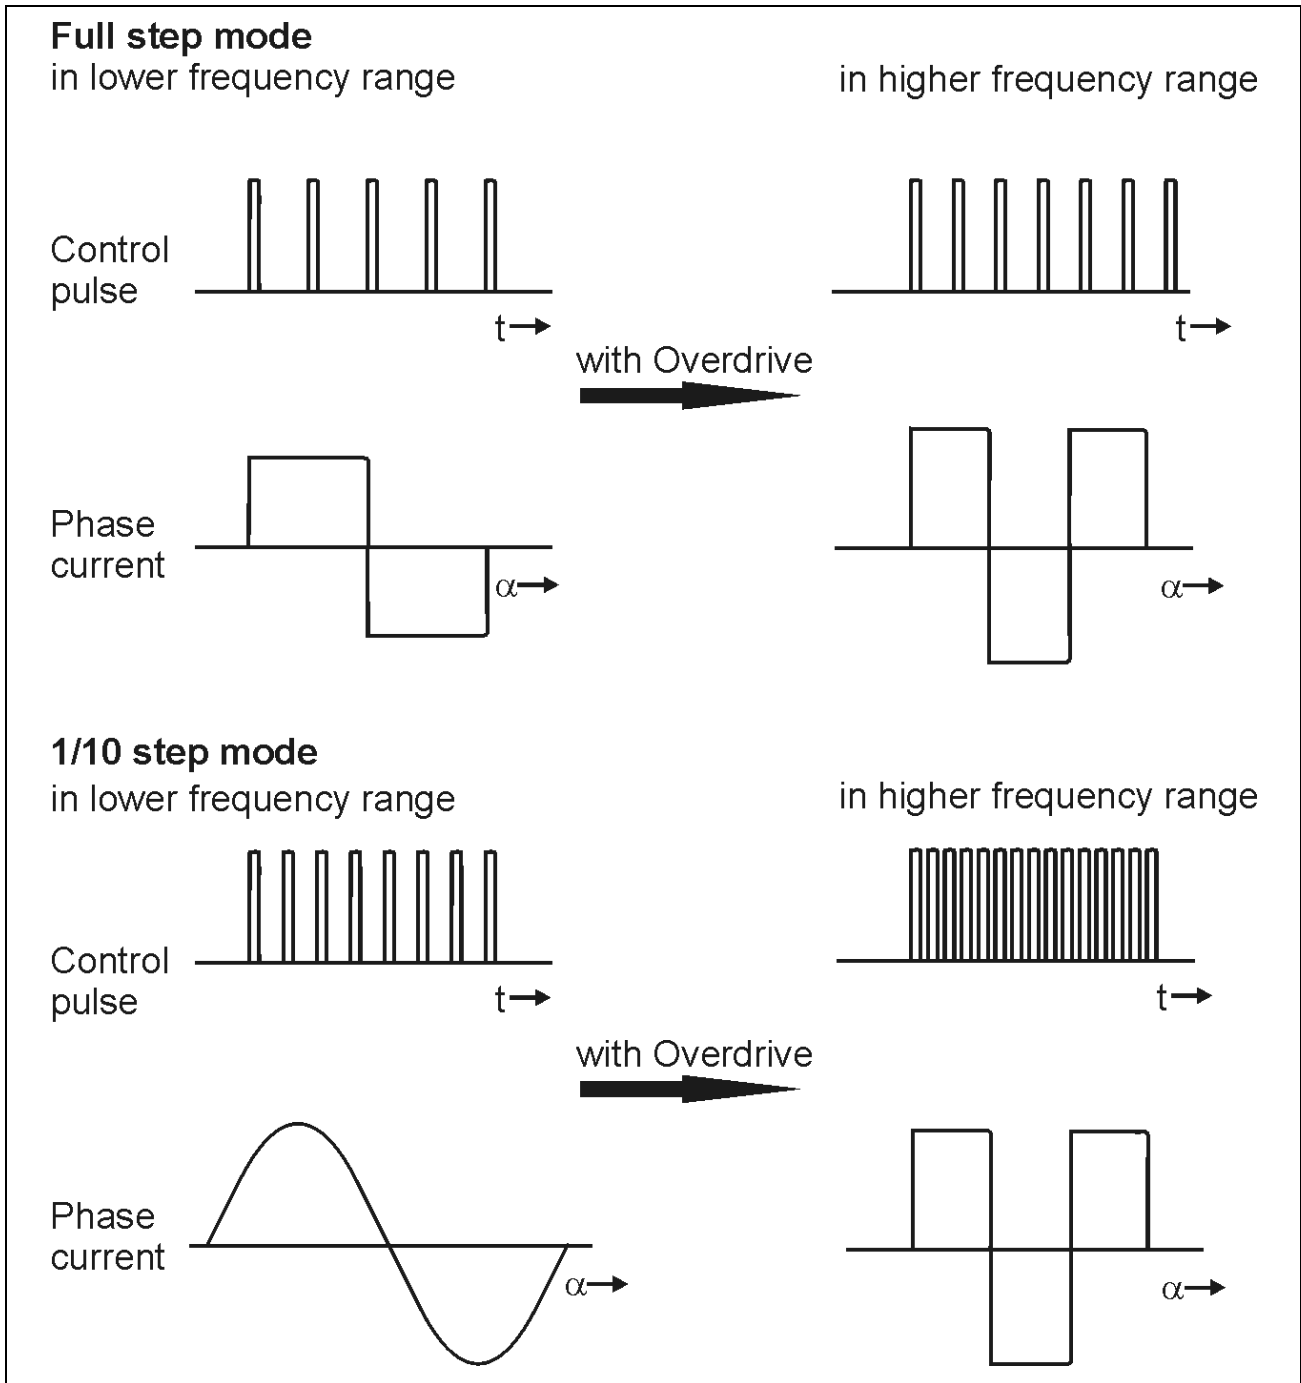 Full step mode
in lower frequency range
in higher frequency range
Control
pulse
t
t
with Overdrive
Phase
current
α
α
1/10 step mode
in lower frequency range
in higher frequency range
Control
pulse
t
t
with Overdrive
Phase
current
α
α